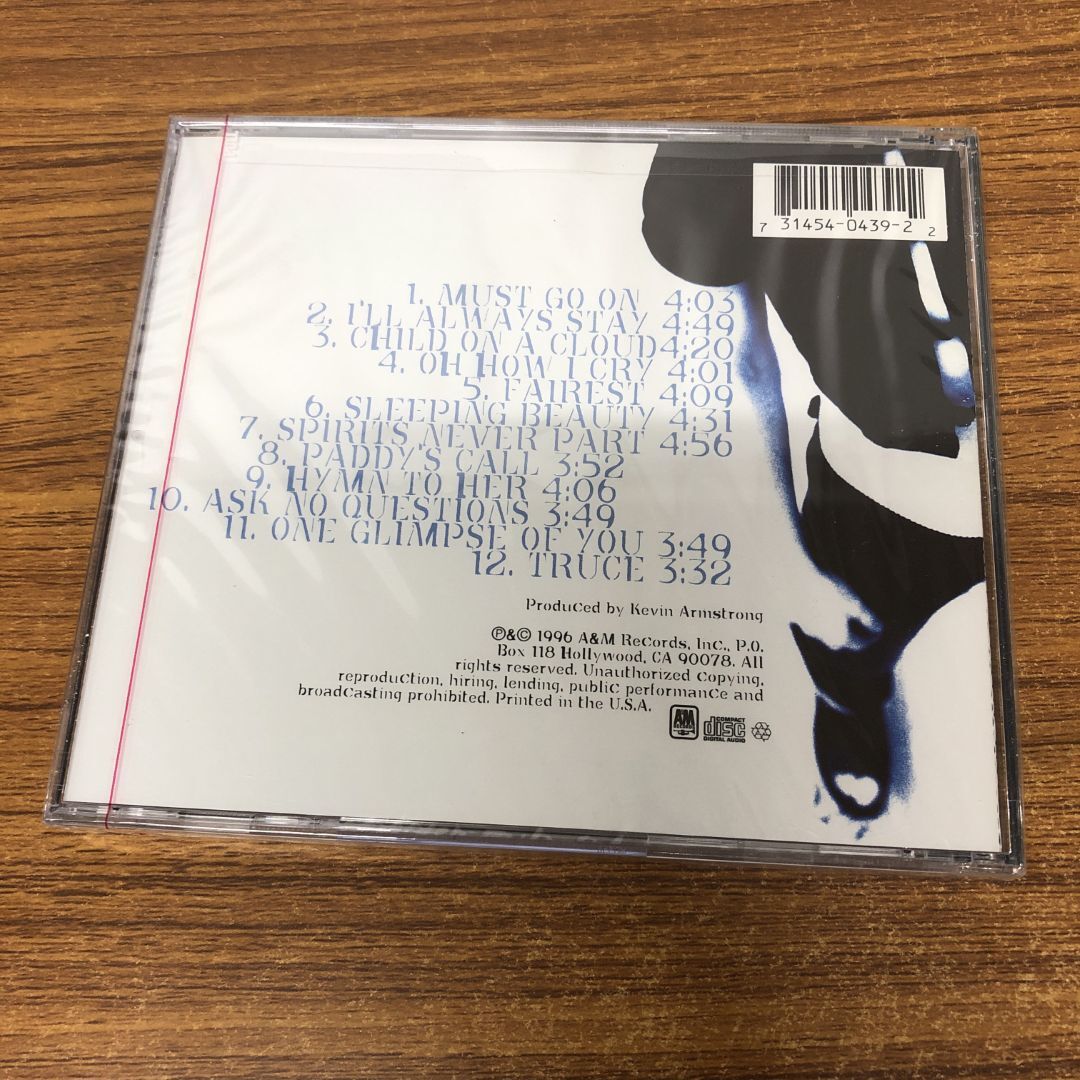 7 31454-0439-2 2
1. MUST GO ON 4:03
2. I'LL ALWAYS STAY 4:49
3. CHILD ON A CLOUD 4:20
4. OH HOW I CRY 4:01
5. FAIREST 4:09
6. SLEEPING BEAUTY 4:31
7. SPIRITS NEVER PART 4:56
8. PADDY'S CALL 3:52
9. HYMN TO HER 4:06
10. ASK NO QUESTIONS 3:49
11. ONE GLIMPSE OF YOU 3:49
12. TRUCE 3:32
Produced by Kevin Armstrong
℗&© 1996 A&M Records, Inc., P.O.
Box 118 Hollywood, CA 90078. All
rights reserved. Unauthorized copying,
reproduction, hiring, lending, public performance and
broadcasting prohibited. Printed in the U.S.A.
A&M
RECORDS
COMPACT
disc
DIGITAL AUDIO